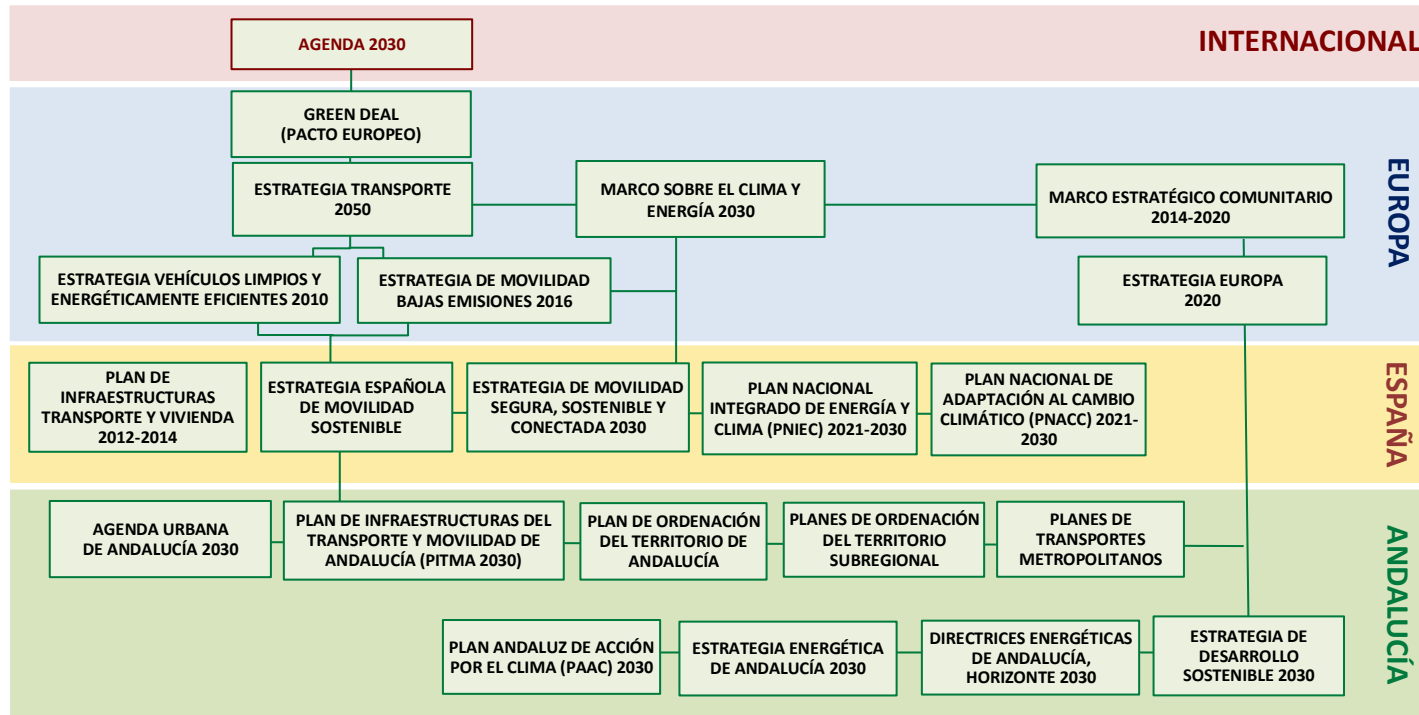 AGENDA 2030
INTERNACIONAL
GREEN DEAL
(PACTO EUROPEO)
ESTRATEGIA TRANSPORTE
2050
MARCO SOBRE EL CLIMA Y
ENERGÍA 2030
MARCO ESTRATÉGICO COMUNITARIO
2014-2020
EUROPA
ESTRATEGIA VEHÍCULOS LIMPIOS Y
ENERGÉTICAMENTE EFICIENTES 2010
ESTRATEGIA DE MOVILIDAD
BAJAS EMISIONES 2016
ESTRATEGIA EUROPA
2020
PLAN DE
INFRAESTRUCTURAS
TRANSPORTE Y VIVIENDA
2012-2014
ESTRATEGIA ESPAÑOLA
DE MOVILIDAD
SOSTENIBLE
ESTRATEGIA DE MOVILIDAD
SEGURA, SOSTENIBLE Y
CONECTADA 2030
PLAN NACIONAL
INTEGRADO DE ENERGÍA Y
CLIMA (PNIEC) 2021-2030
PLAN NACIONAL DE
ADAPTACIÓN AL CAMBIO
CLIMÁTICO (PNACC) 2021-
2030
ESPAÑA
AGENDA URBANA
DE ANDALUCÍA 2030
PLAN DE INFRAESTRUCTURAS DEL
TRANSPORTE Y MOVILIDAD DE
ANDALUCÍA (PITMA 2030)
PLAN DE ORDENACIÓN
DEL TERRITORIO DE
ANDALUCÍA
PLANES DE ORDENACIÓN
DEL TERRITORIO
SUBREGIONAL
PLANES DE
TRANSPORTES
METROPOLITANOS
ANDALUCÍA
PLAN ANDALUZ DE ACCIÓN
POR EL CLIMA (PAAC) 2030
ESTRATEGIA ENERGÉTICA
DE ANDALUCÍA 2030
DIRECTRICES ENERGÉTICAS
DE ANDALUCÍA,
HORIZONTE 2030
ESTRATEGIA DE
DESARROLLO
SOSTENIBLE 2030